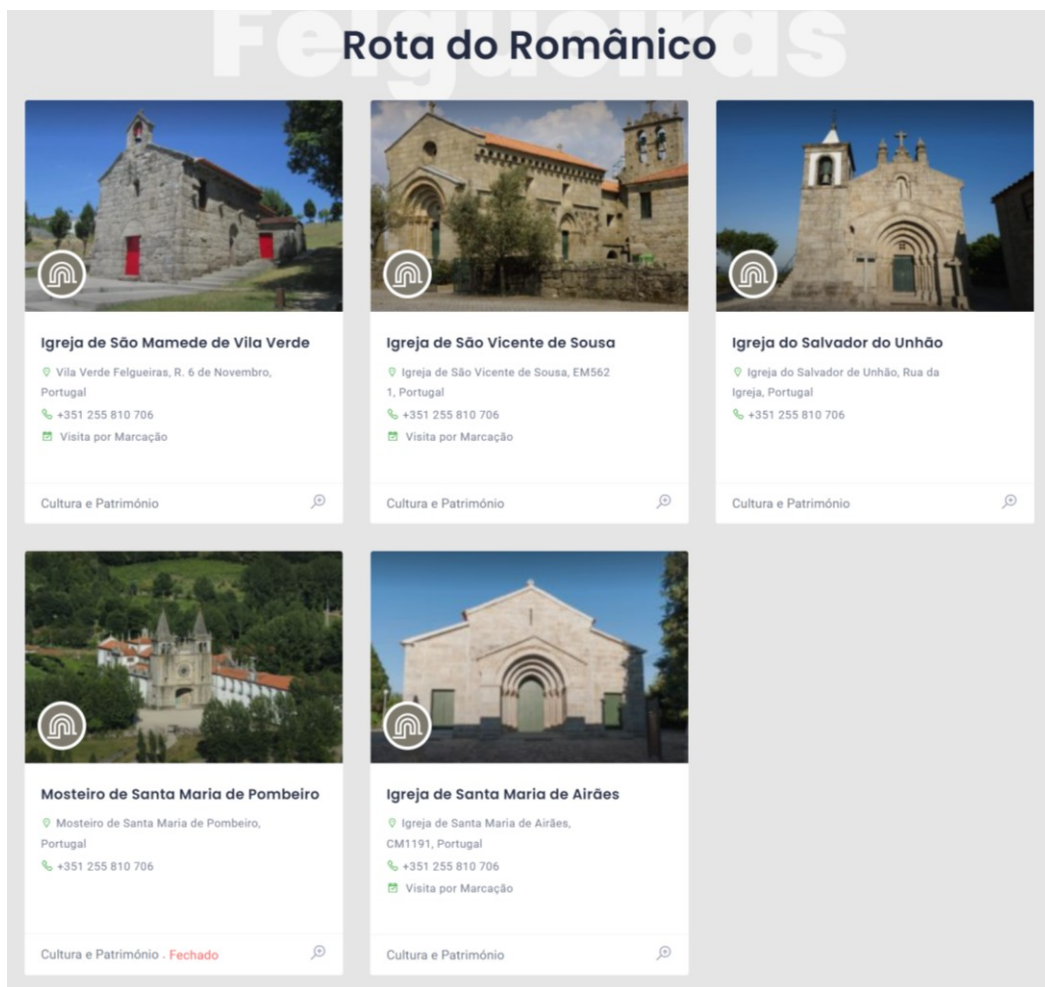 Felgueiras
Rota do Românico
Igreja de São Mamede de Vila Verde
Vila Verde Felgueiras, R. 6 de Novembro,
Portugal
+351 255 810 706
Visita por Marcação
Cultura e Património
Igreja de São Vicente de Sousa
Igreja de São Vicente de Sousa, EM562
1, Portugal
+351 255 810 706
Visita por Marcação
Cultura e Património
Igreja do Salvador do Unhão
Igreja do Salvador de Unhão, Rua da
Igreja, Portugal
+351 255 810 706
Cultura e Património
Mosteiro de Santa Maria de Pombeiro
Mosteiro de Santa Maria de Pombeiro,
Portugal
+351 255 810 706
Cultura e Património . Fechado
Igreja de Santa Maria de Airães
Igreja de Santa Maria de Airães,
CM1191, Portugal
+351 255 810 706
Visita por Marcação
Cultura e Património